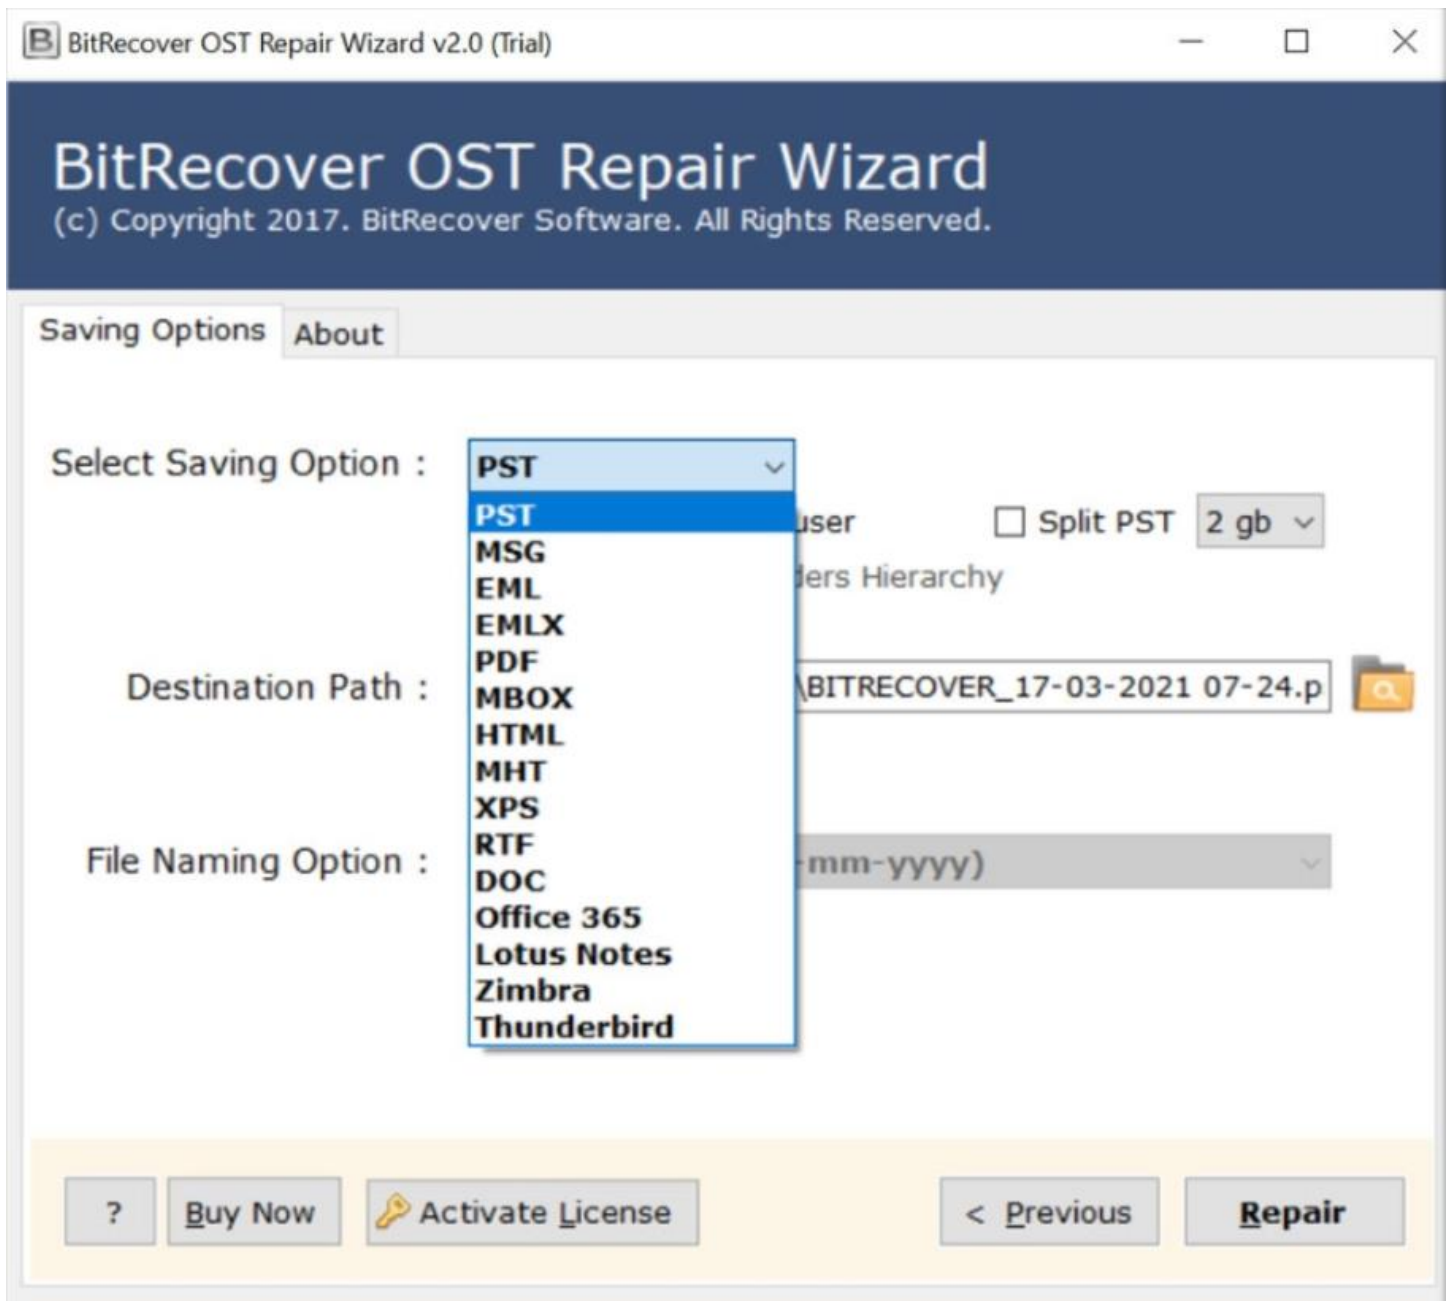 BitRecover OST Repair Wizard v2.0 (Trial)
BitRecover OST Repair Wizard
(c) Copyright 2017. BitRecover Software. All Rights Reserved.
Saving Options About
Select Saving Option : PST
PST
user Split PST 2 gb
MSG
ders Hierarchy
EML
EMLX
PDF
Destination Path : \BITRECOVER_17-03-2021 07-24.p
MBOX
HTML
MHT
XPS
RTF
File Naming Option : -mm-yyyy)
DOC
Office 365
Lotus Notes
Zimbra
Thunderbird
? Buy Now Activate License < Previous Repair